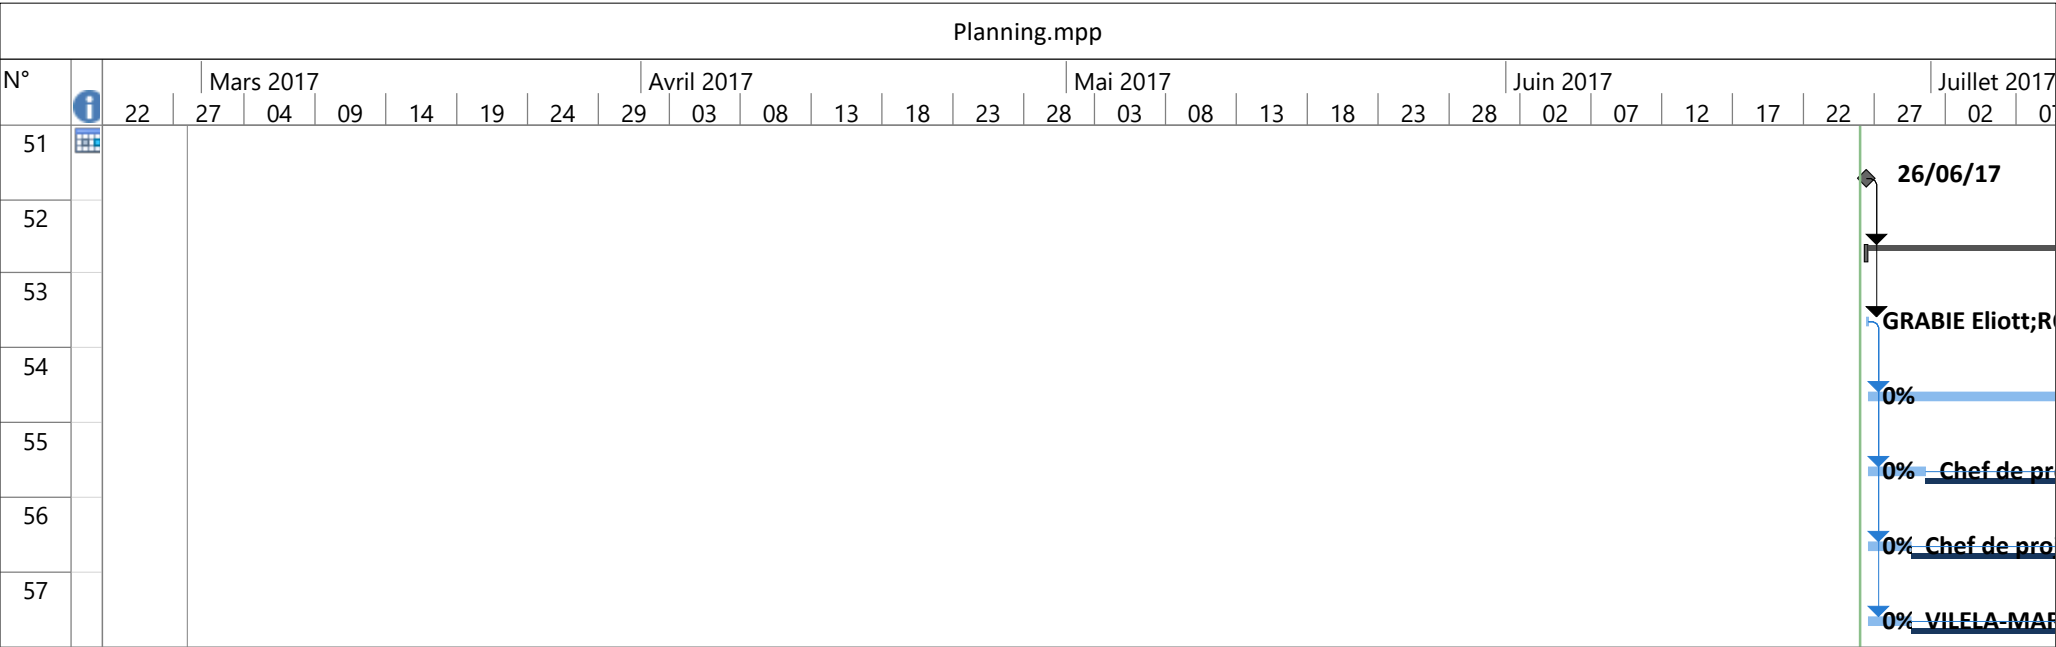 Planning.mpp
N°
Mars 2017 Avril 2017 Mai 2017 Juin 2017 Juillet 2017
22 27 04 09 14 19 24 29 03 08 13 18 23 28 03 08 13 18 23 28 02 07 12 17 22 27 02
51
26/06/17
52
53
GRABIE Eliott;
54
0%
55
0% Chef de
56
0% Chef de
57
0%